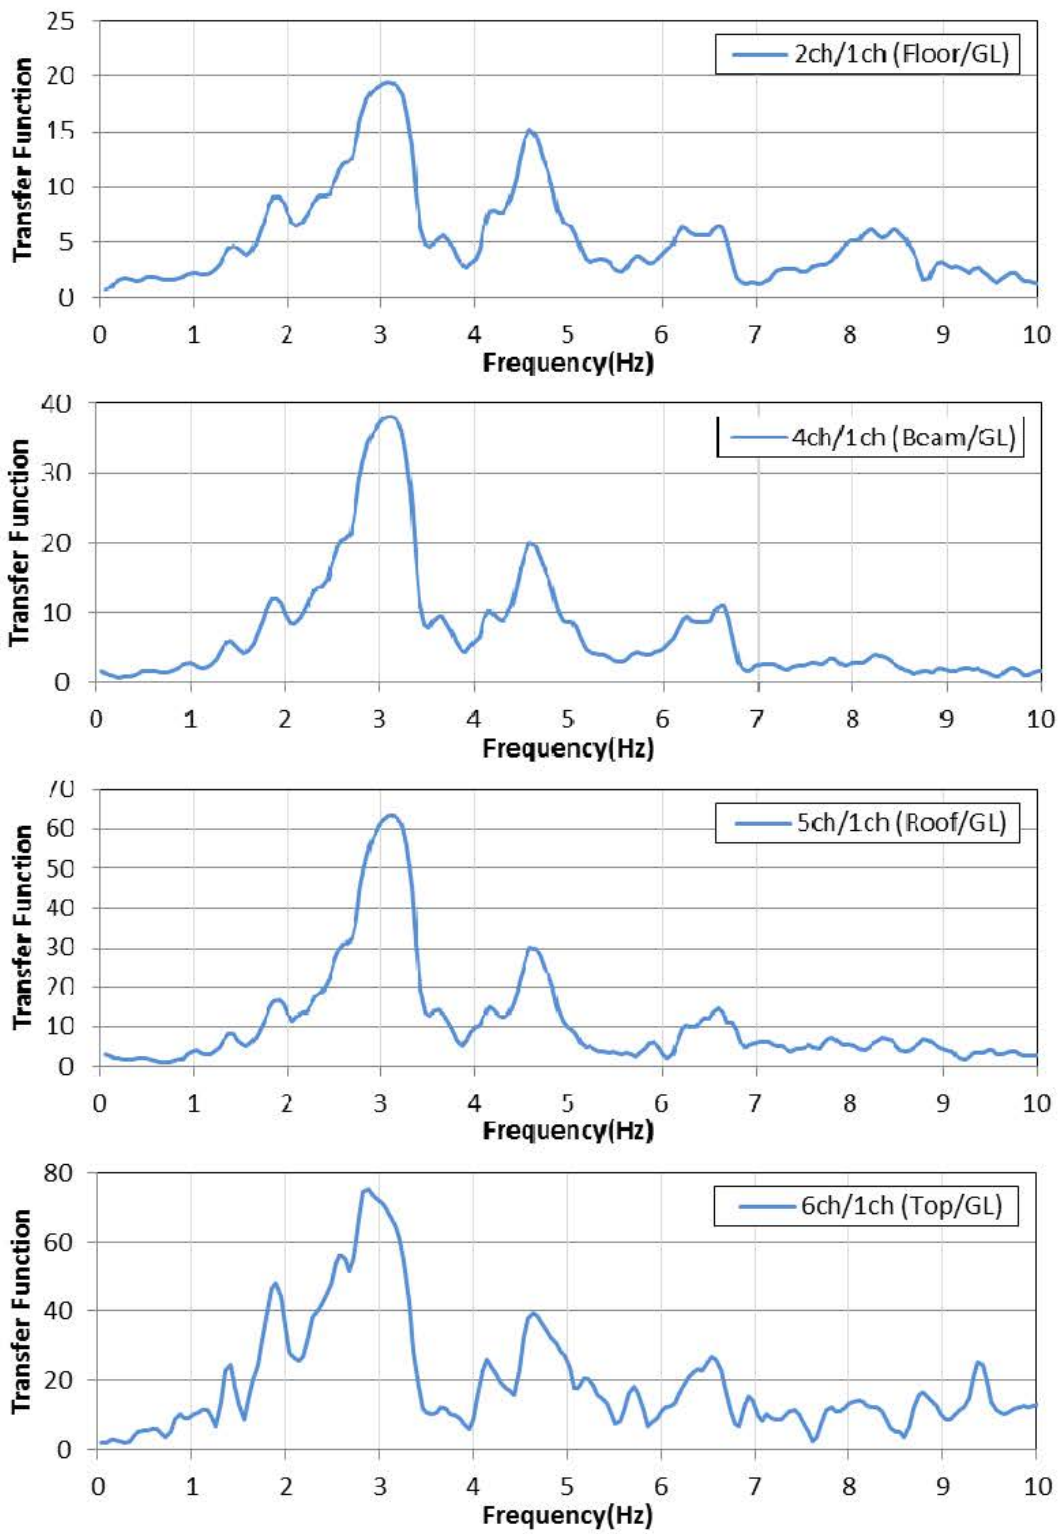 25
20
15
10
5
0
Transfer Function
2ch/1ch (Floor/GL)
0 1 2 3 4 5 6 7 8 9 10
Frequency(Hz)
40
30
20
10
0
Transfer Function
4ch/1ch (Beam/GL)
0 1 2 3 4 5 6 7 8 9 10
Frequency(Hz)
70
60
50
40
30
20
10
0
Transfer Function
5ch/1ch (Roof/GL)
0 1 2 3 4 5 6 7 8 9 10
Frequency(Hz)
80
60
40
20
0
Transfer Function
6ch/1ch (Top/GL)
0 1 2 3 4 5 6 7 8 9 10
Frequency(Hz)